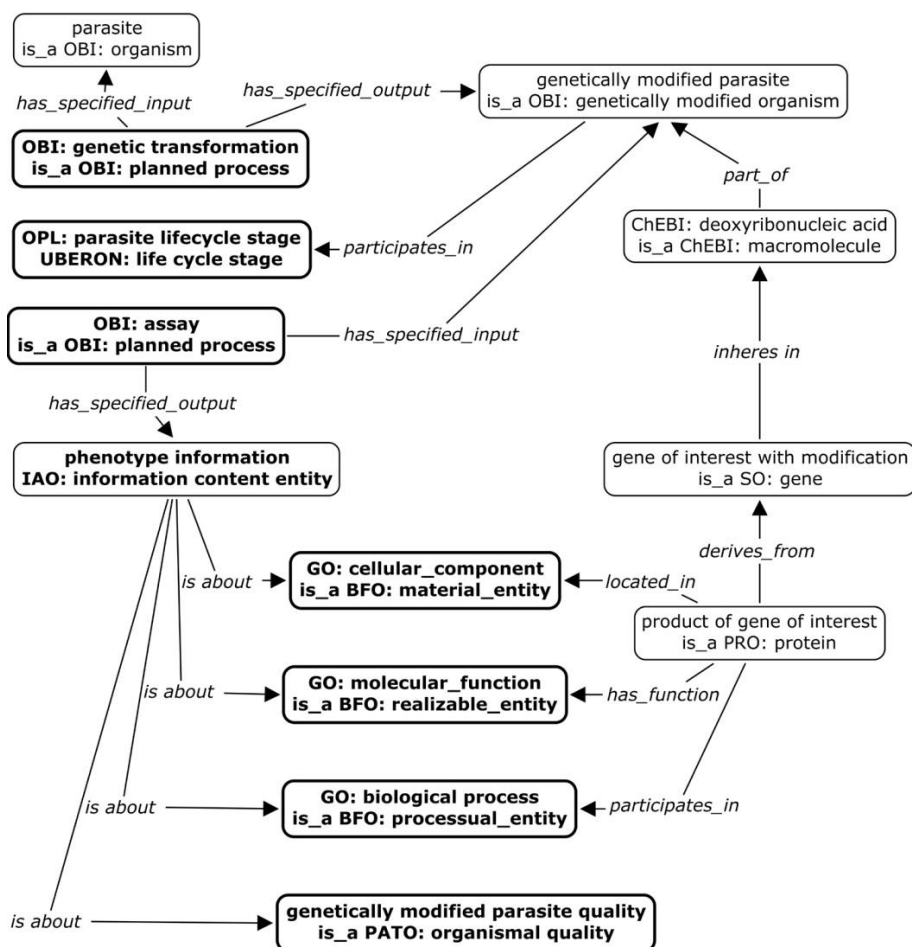 parasite
is_a OBI: organism
has_specified_input
has_specified_output
genetically modified parasite
is_a OBI: genetically modified organism
OBI: genetic transformation
is_a OBI: planned process
part_of
OPL: parasite lifecycle stage
UBERON: life cycle stage
participates_in
ChEBI: deoxyribonucleic acid
is_a ChEBI: macromolecule
OBI: assay
is_a OBI: planned process
has_specified_input
inheres in
has_specified_output
phenotype information
IAO: information content entity
gene of interest with modification
is_a SO: gene
derives_from
is about
GO: cellular_component
is_a BFO: material_entity
located_in
product of gene of interest
is_a PRO: protein
is about
GO: molecular_function
is_a BFO: realizable_entity
has_function
is about
GO: biological process
is_a BFO: processual_entity
participates_in
is about
genetically modified parasite quality
is_a PATO: organismal quality